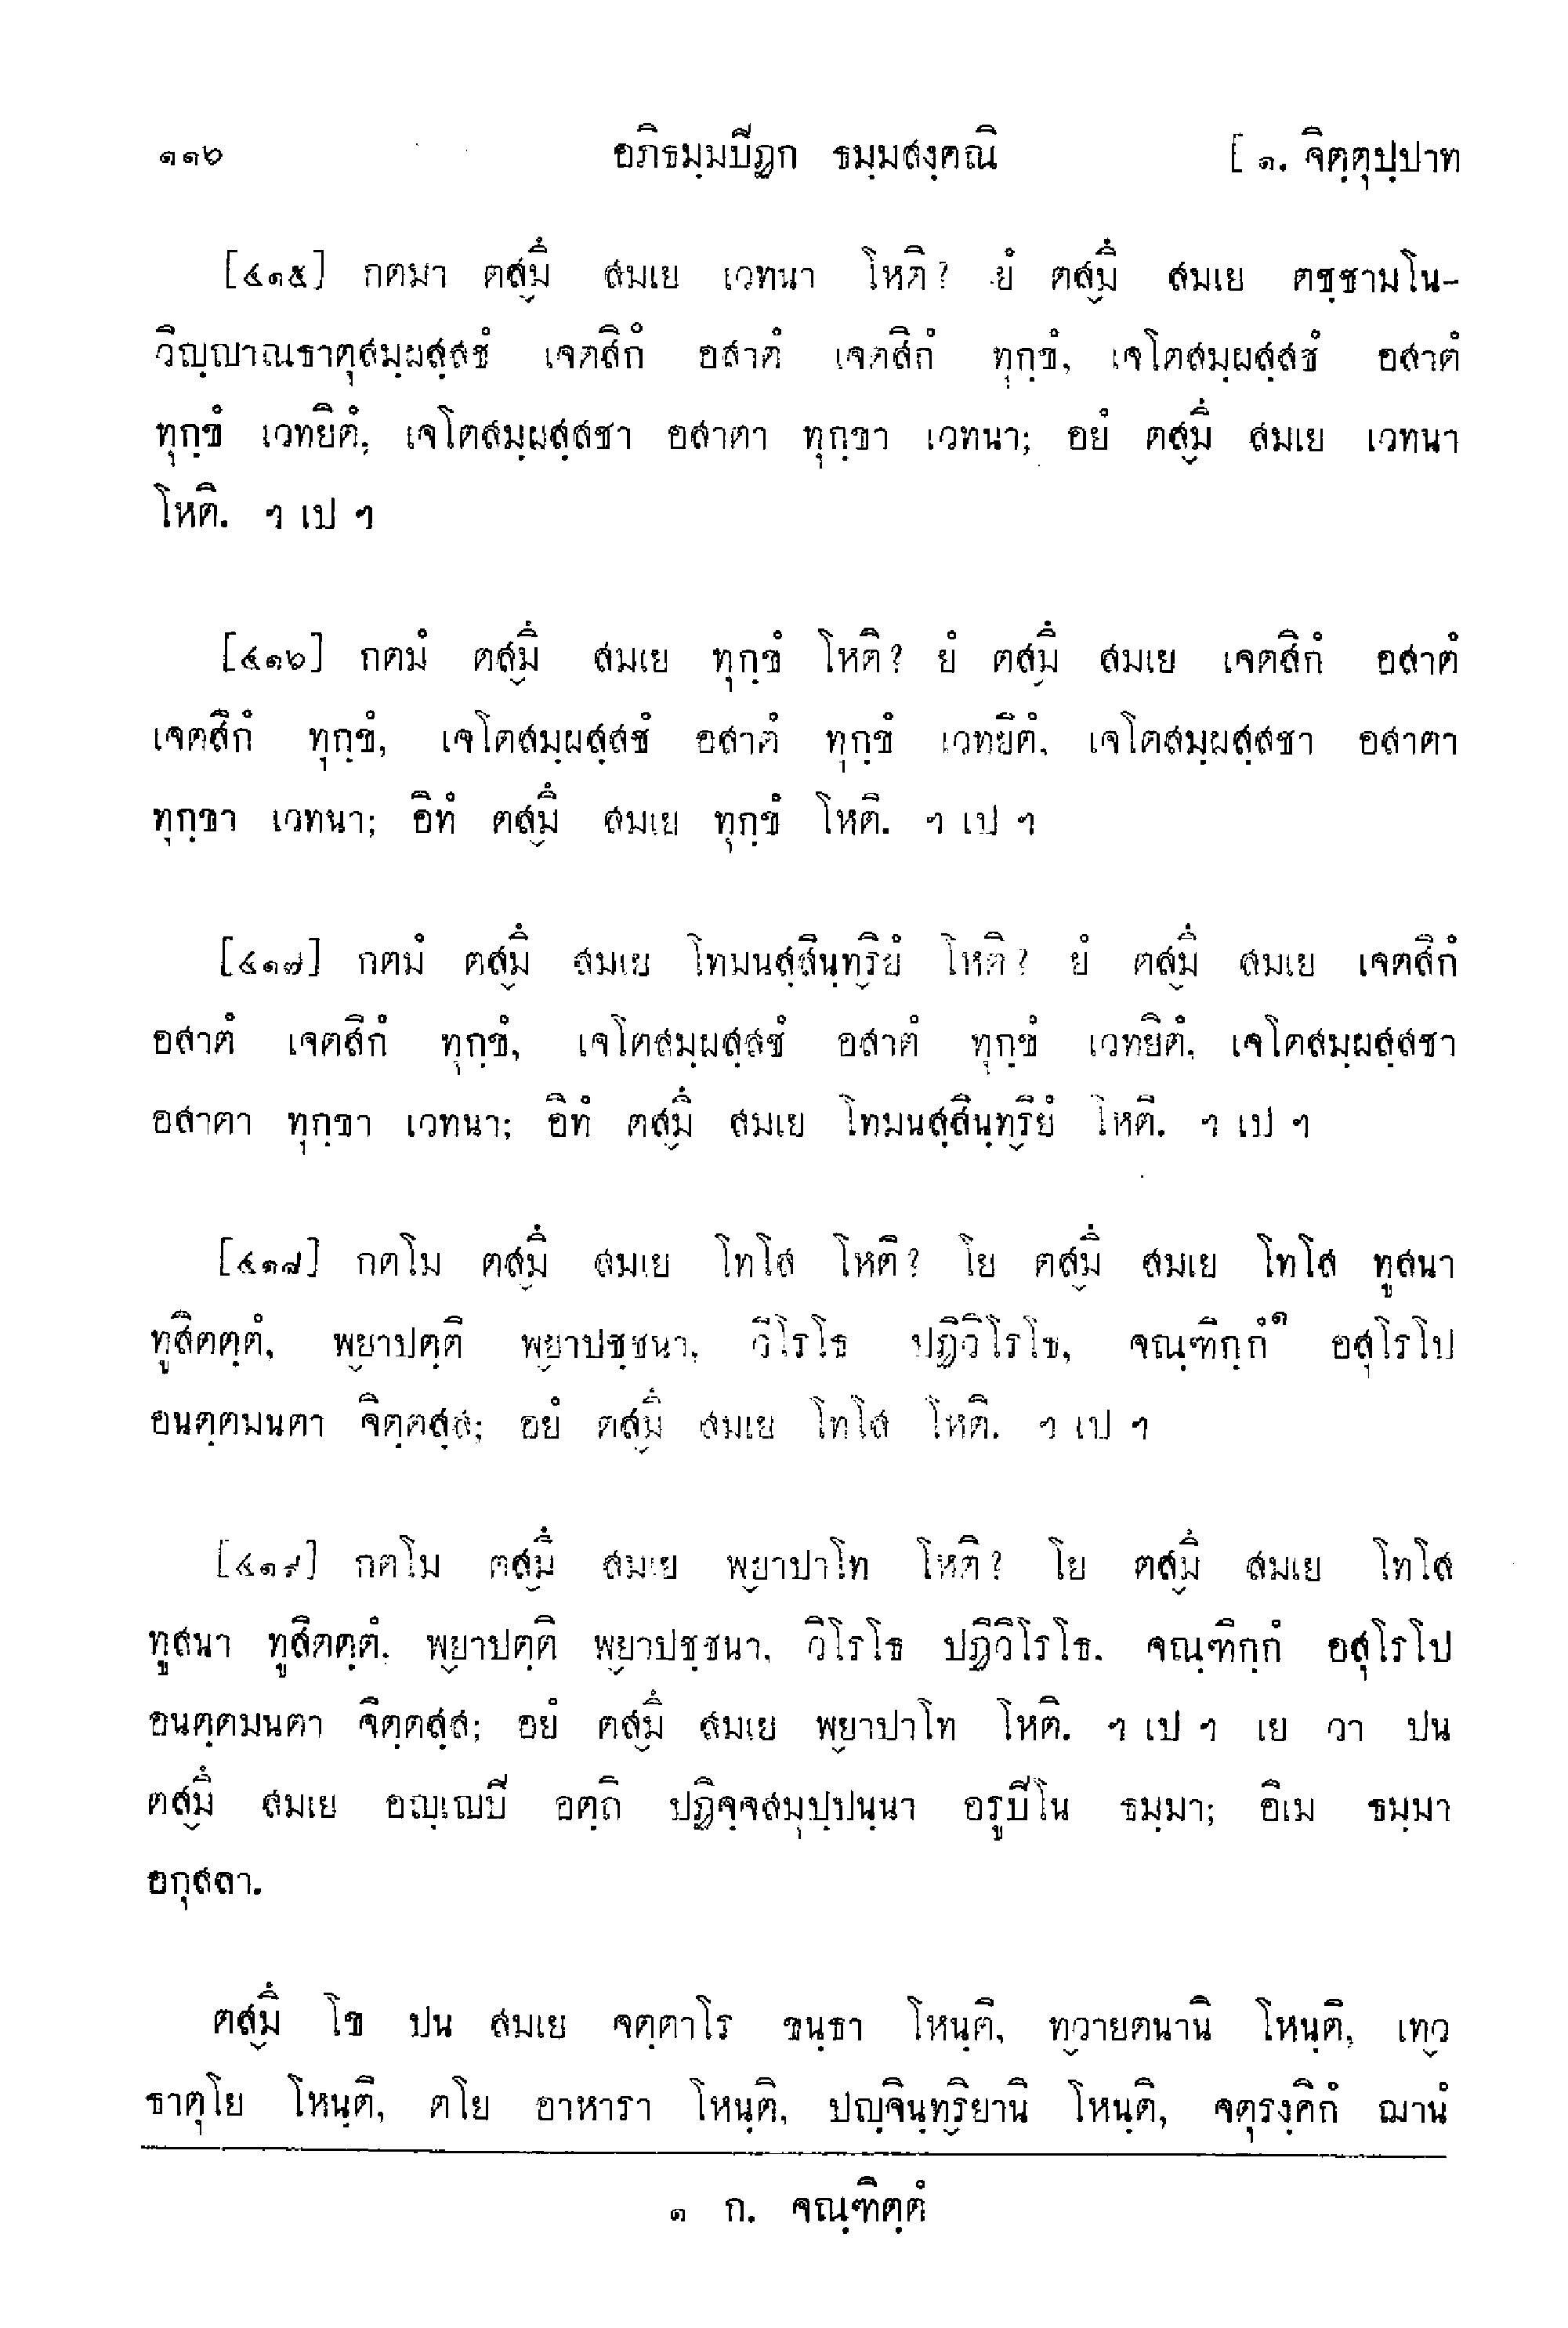 ๑๑๖ อภิธมฺมปิฏก ธมฺมสงฺคณิ [ ๑. จิตฺตุปฺปาท
[๔๑๕] กตมา ตสฺมึ สมเย เวทนา โหติ? ยํ ตสฺมึ สมเย ตชฺชามโน-
วิญฺญาณธาตุสมฺผสฺสชํ เจตสิกํ อสาตํ เจตสิกํ ทุกฺขํ, เจโตสมฺผสฺสชํ อสาตํ
ทุกฺขํ เวทยิตํ, เจโตสมฺผสฺสชา อสาตา ทุกฺขา เวทนา; อยํ ตสฺมึ สมเย เวทนา
โหติ. ฯ เป ฯ
[๔๑๖] กตมํ ตสฺมึ สมเย ทุกฺขํ โหติ? ยํ ตสฺมึ สมเย เจตสิกํ อสาตํ
เจตสิกํ ทุกฺขํ, เจโตสมฺผสฺสชํ อสาตํ ทุกฺขํ เวทยิตํ, เจโตสมฺผสฺสชา อสาตา
ทุกฺขา เวทนา; อิทํ ตสฺมึ สมเย ทุกฺขํ โหติ. ฯ เป ฯ
[๔๑๗] กตมํ ตสฺมึ สมเย โทมนสฺสินฺทฺริยํ โหติ? ยํ ตสฺมึ สมเย เจตสิกํ
อสาตํ เจตสิกํ ทุกฺขํ, เจโตสมฺผสฺสชํ อสาตํ ทุกฺขํ เวทยิตํ, เจโตสมฺผสฺสชา
อสาตา ทุกฺขา เวทนา; อิทํ ตสฺมึ สมเย โทมนสฺสินฺทฺริยํ โหติ. ฯ เป ฯ
[๔๑๘] กตโม ตสฺมึ สมเย โทโส โหติ? โย ตสฺมึ สมเย โทโส ทูสนา
ทูสิตตฺตํ, พฺยาปตฺติ พฺยาปชฺชนา, วิโรโธ ปฏิวิโรโธ, จณฺฑิกฺกํ๑ อสุโรโป
อนตฺตมนตา จิตฺตสฺส; อยํ ตสฺมึ สมเย โทโส โหติ. ฯ เป ฯ
[๔๑๙] กตโม ตสฺมึ สมเย พฺยาปาโท โหติ? โย ตสฺมึ สมเย โทโส
ทูสนา ทูสิตตฺตํ, พฺยาปตฺติ พฺยาปชฺชนา, วิโรโธ ปฏิวิโรโธ, จณฺฑิกฺกํ อสุโรโป
อนตฺตมนตา จิตฺตสฺส; อยํ ตสฺมึ สมเย พฺยาปาโท โหติ. ฯ เป ฯ เย วา ปน
ตสฺมึ สมเย อญฺเญปิ อตฺถิ ปฏิจฺจสมุปฺปนฺนา อรูปิโน ธมฺมา; อิเม ธมฺมา
อกุสลา.
ตสฺมึ โข ปน สมเย จตฺตาโร ขนฺธา โหนฺติ, ทฺวายตนานิ โหนฺติ, เทฺว
ธาตุโย โหนฺติ, ตโย อาหารา โหนฺติ, ปญฺจินฺทฺริยานิ โหนฺติ, จตุรงฺคิกํ ฌานํ
๑ ก. จณฺฑิตฺตํ